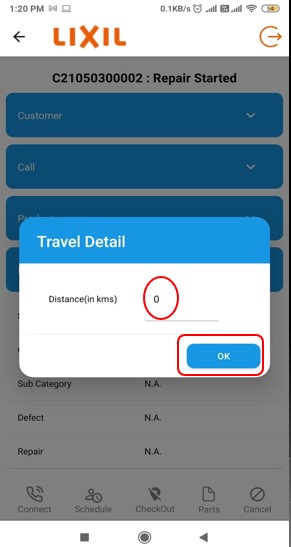 1:20 PM
0.1KB/s
54
LIXIL
C21050300002 : Repair Started
Customer
Call
Travel Detail
Distance(in kms) 0
OK
Sub Category N.A.
Defect N.A.
Repair N.A.
Connect Schedule CheckOut Parts Cancel